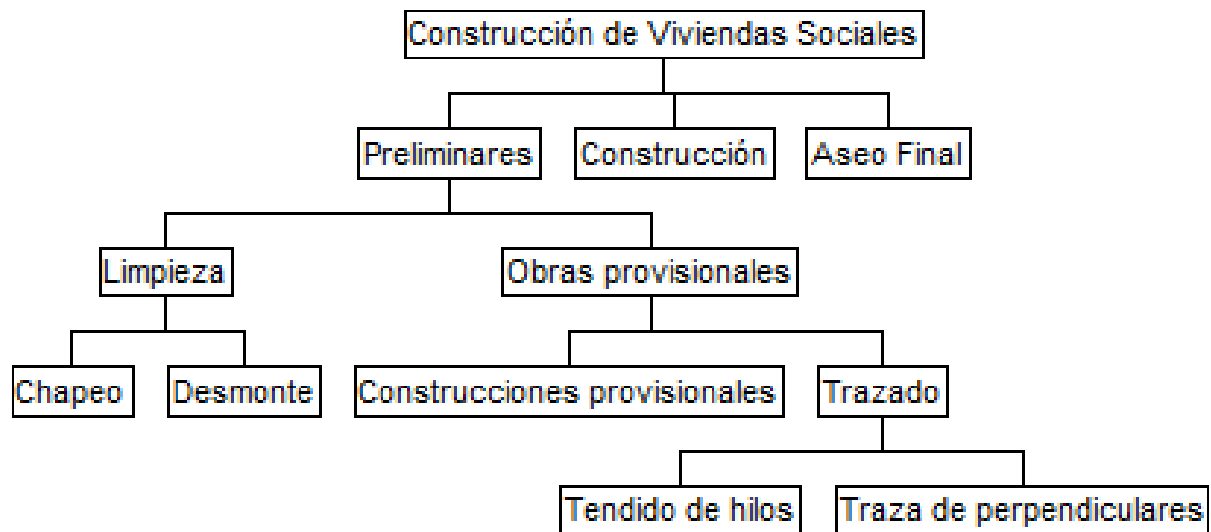 Construcción de Viviendas Sociales
Preliminares
Construcción
Aseo Final
Limpieza
Obras provisionales
Chapeo
Desmonte
Construcciones provisionales
Trazado
Tendido de hilos
Traza de perpendiculares